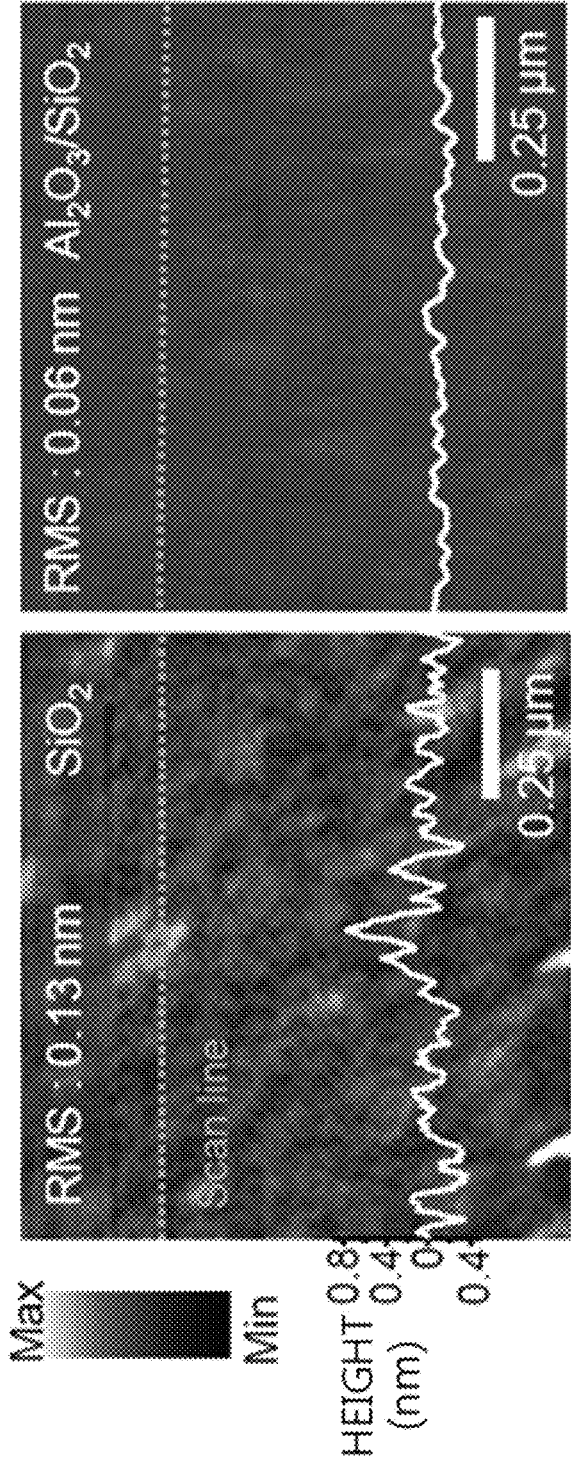 Max
Min
HEIGHT
(nm)
0.8
0.4
0
0.4
RMS : 0.13 nm SiO₂
Scan line
0.25 µm
RMS : 0.06 nm Al₂O₃/SiO₂
0.25 µm